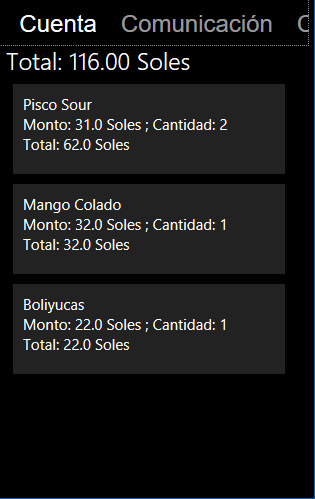 Cuenta Comunicación C
Total: 116.00 Soles
Pisco Sour
Monto: 31.0 Soles ; Cantidad: 2
Total: 62.0 Soles
Mango Colado
Monto: 32.0 Soles ; Cantidad: 1
Total: 32.0 Soles
Boliyucas
Monto: 22.0 Soles ; Cantidad: 1
Total: 22.0 Soles